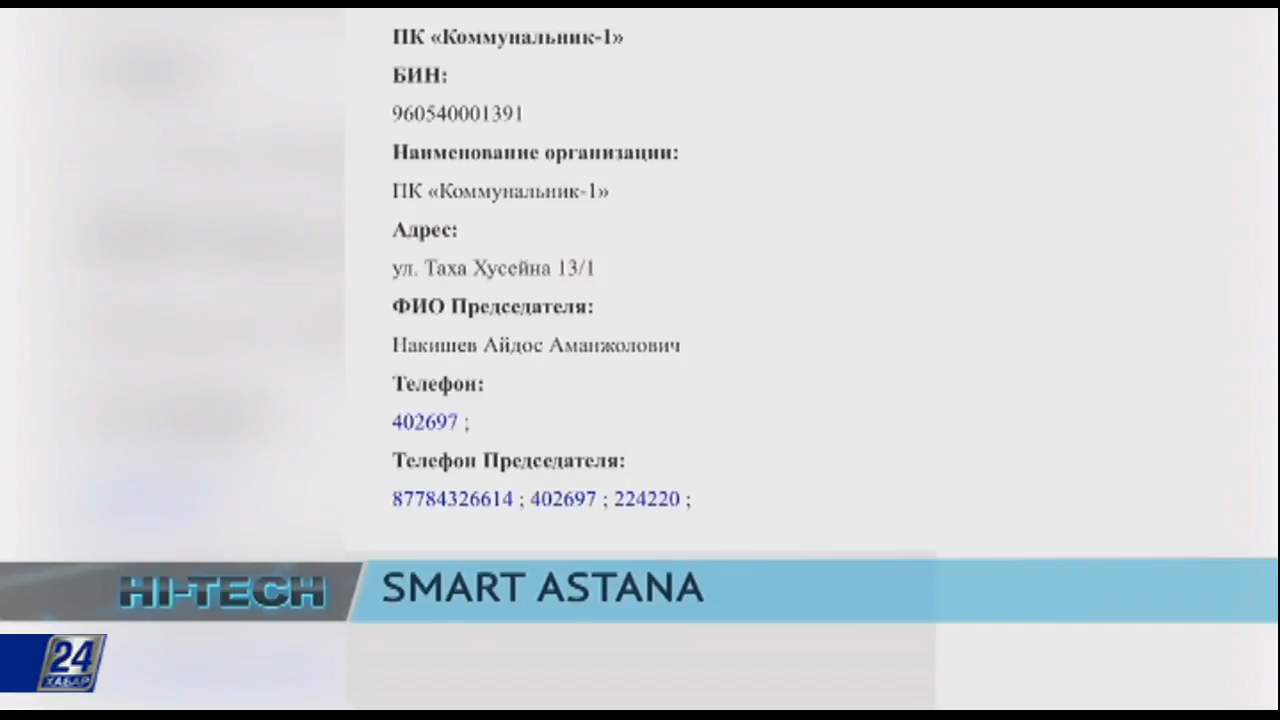 ПК «Коммунальник-1»
БИН:
960540001391
Наименование организации:
ПК «Коммунальник-1»
Адрес:
ул. Таха Хусейна 13/1
ФИО Председателя:
Накишев Айдос Аманжолович
Телефон:
402697 ;
Телефон Председателя:
87784326614 ; 402697 ; 224220 ;
HI-TECH
SMART ASTANA
24
ХАБАР